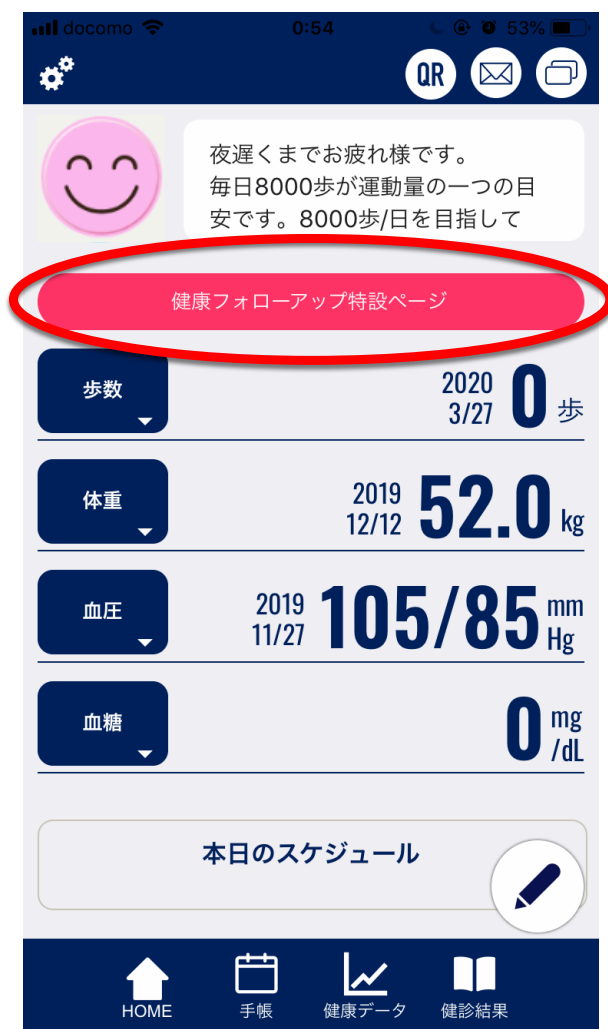 docomo 0:54 53%
QR
夜遅くまでお疲れ様です。
毎日8000歩が運動量の一つの目
安です。8000歩/日を目指して
健康フォローアップ特設ページ
歩数 2020 3/27 0 歩
体重 2019 12/12 52.0 kg
血圧 2019 11/27 105/85 mm Hg
血糖 0 mg /dL
本日のスケジュール
HOME 手帳 健康データ 健診結果